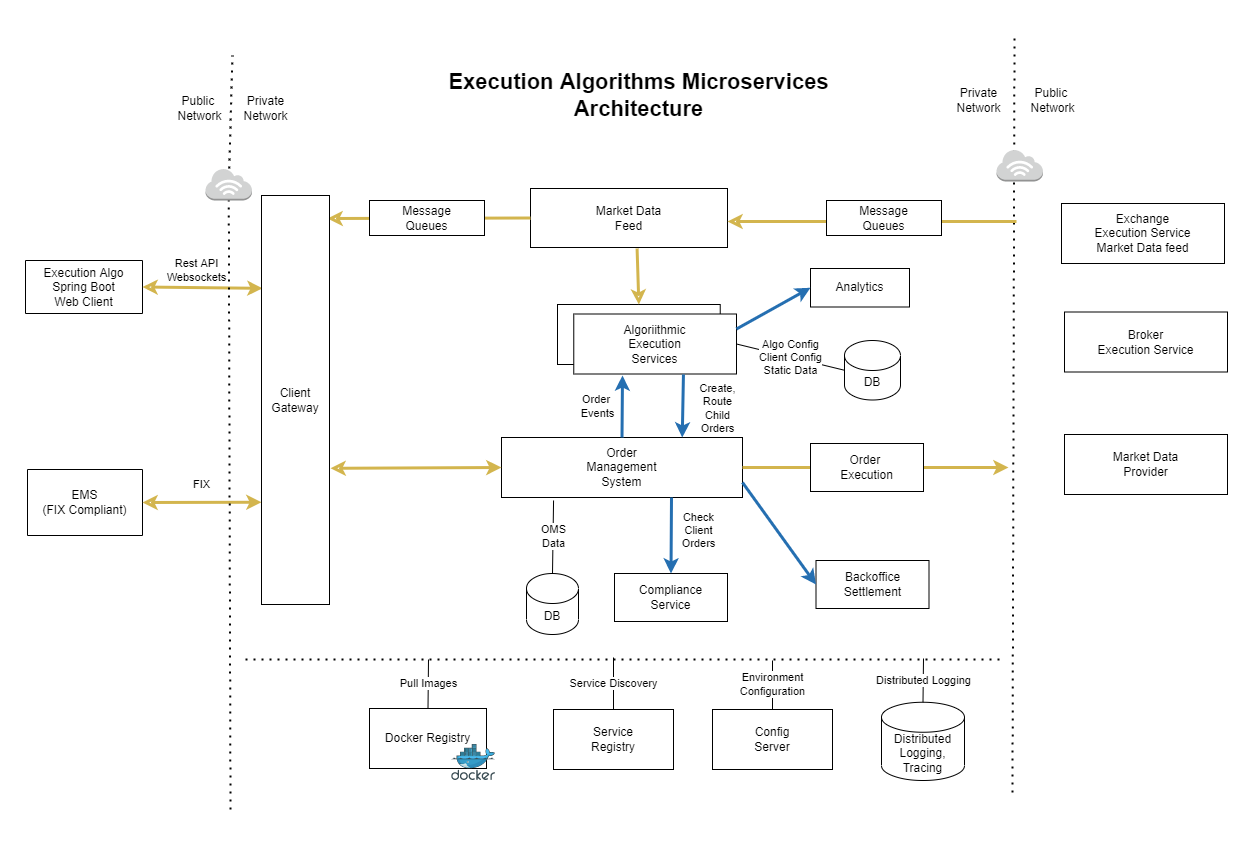 Execution Algorithms Microservices
Architecture
Public
Network
Private
Network
Private
Network
Public
Network
Message
Queues
Market Data
Feed
Message
Queues
Exchange
Execution Service
Market Data feed
Rest API
Websockets
Execution Algo
Spring Boot
Web Client
Analytics
Algoriithmic
Execution
Services
Algo Config
Client Config
Static Data
DB
Broker
Execution Service
Client
Gateway
Order
Events
Create,
Route
Child
Orders
Order
Management
System
Order
Execution
Market Data
Provider
FIX
EMS
(FIX Compliant)
OMS
Data
Check
Client
Orders
DB
Compliance
Service
Backoffice
Settlement
Pull Images
Service Discovery
Environment
Configuration
Distributed Logging
Docker Registry
docker
Service
Registry
Config
Server
Distributed
Logging,
Tracing